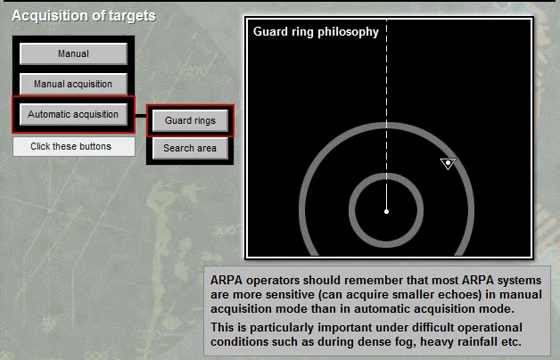 Acquisition of targets
Manual
Manual acquisition
Automatic acquisition
Click these buttons
Guard rings
Search area
Guard ring philosophy
ARPA operators should remember that most ARPA systems
are more sensitive (can acquire smaller echoes) in manual
acquisition mode than in automatic acquisition mode.
This is particularly important under difficult operational
conditions such as during dense fog, heavy rainfall etc.